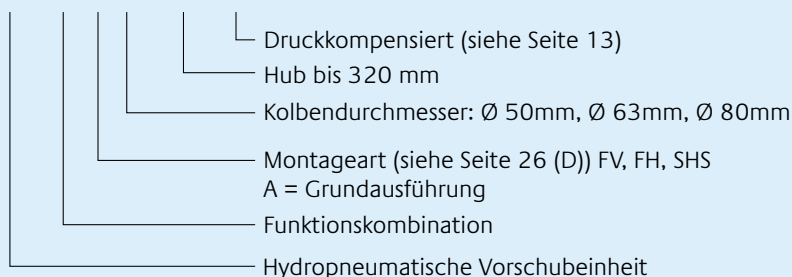 Druckkompensiert (siehe Seite 13)
Hub bis 320 mm
Kolbendurchmesser: Ø 50mm, Ø 63mm, Ø 80mm
Montageart (siehe Seite 26 (D)) FV, FH, SHS
A = Grundausführung
Funktionskombination
Hydropneumatische Vorschubeinheit